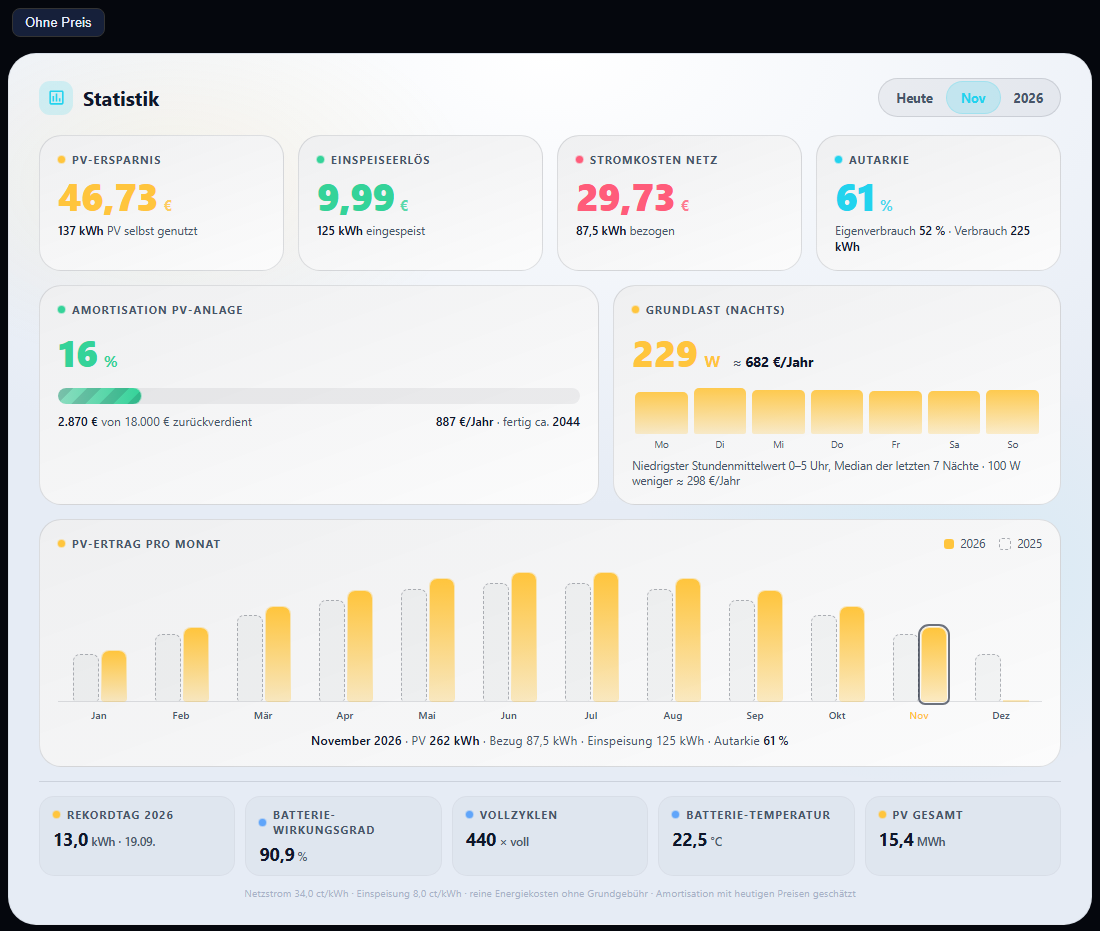 Ohne Preis
Statistik
Heute Nov 2026
PV-ERSPARNIS
46,73 €
137 kWh PV selbst genutzt
EINSPEISEERLÖS
9,99 €
125 kWh eingespeist
STROMKOSTEN NETZ
29,73 €
87,5 kWh bezogen
AUTARKIE
61 %
Eigenverbrauch 52 % · Verbrauch 225
kWh
AMORTISATION PV-ANLAGE
16 %
2.870 € von 18.000 € zurückverdient
887 €/Jahr · fertig ca. 2044
GRUNDLAST (NACHTS)
229 W ≈ 682 €/Jahr
Mo Di Mi Do Fr Sa So
Niedrigster Stundenmittelwert 0–5 Uhr, Median der letzten 7 Nächte · 100 W
weniger ≈ 298 €/Jahr
PV-ERTRAG PRO MONAT
2026 2025
Jan Feb Mär Apr Mai Jun Jul Aug Sep Okt Nov Dez
November 2026 · PV 262 kWh · Bezug 87,5 kWh · Einspeisung 125 kWh · Autarkie 61 %
REKORDTAG 2026
13,0 kWh · 19.09.
BATTERIE-
WIRKUNGSGRAD
90,9 %
VOLLZYKLEN
440 × voll
BATTERIE-TEMPERATUR
22,5 °C
PV GESAMT
15,4 MWh
Netzstrom 34,0 ct/kWh · Einspeisung 8,0 ct/kWh · reine Energiekosten ohne Grundgebühr · Amortisation mit heutigen Preisen geschätzt